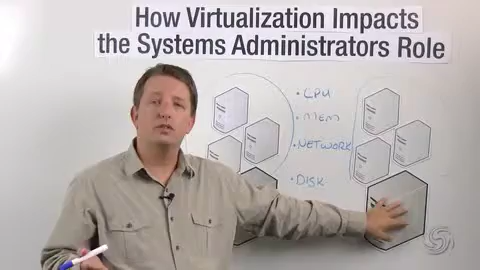 How Virtualization Impacts
the Systems Administrators Role
• CPU
• MEM
• NETWORK
• DISK